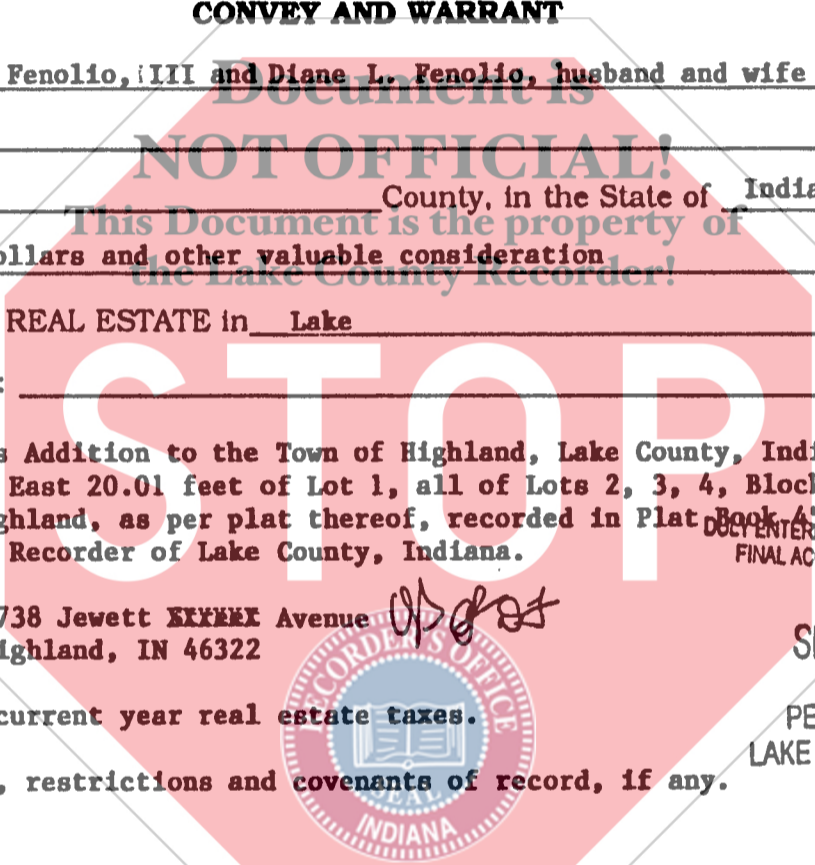 CONVEY AND WARRANT
Fenolio, III and Diane L. Fenolio, husband and wife
Document is
NOT OFFICIAL!
County, in the State of India
This Document is the property of
ollars and other valuable consideration
the Lake County Recorder!
REAL ESTATE in Lake
STOP
:
s Addition to the Town of Highland, Lake County, Indi
East 20.01 feet of Lot 1, all of Lots 2, 3, 4, Bloc
ghland, as per plat thereof, recorded in Plat Book 4
DULY ENTER
Recorder of Lake County, Indiana.
FINAL AC
738 Jewett Avenue
ighland, IN 46322
RECORDER'S OFFICE
SEAL
INDIANA
current year real estate taxes.
PE
LAKE
, restrictions and covenants of record, if any.